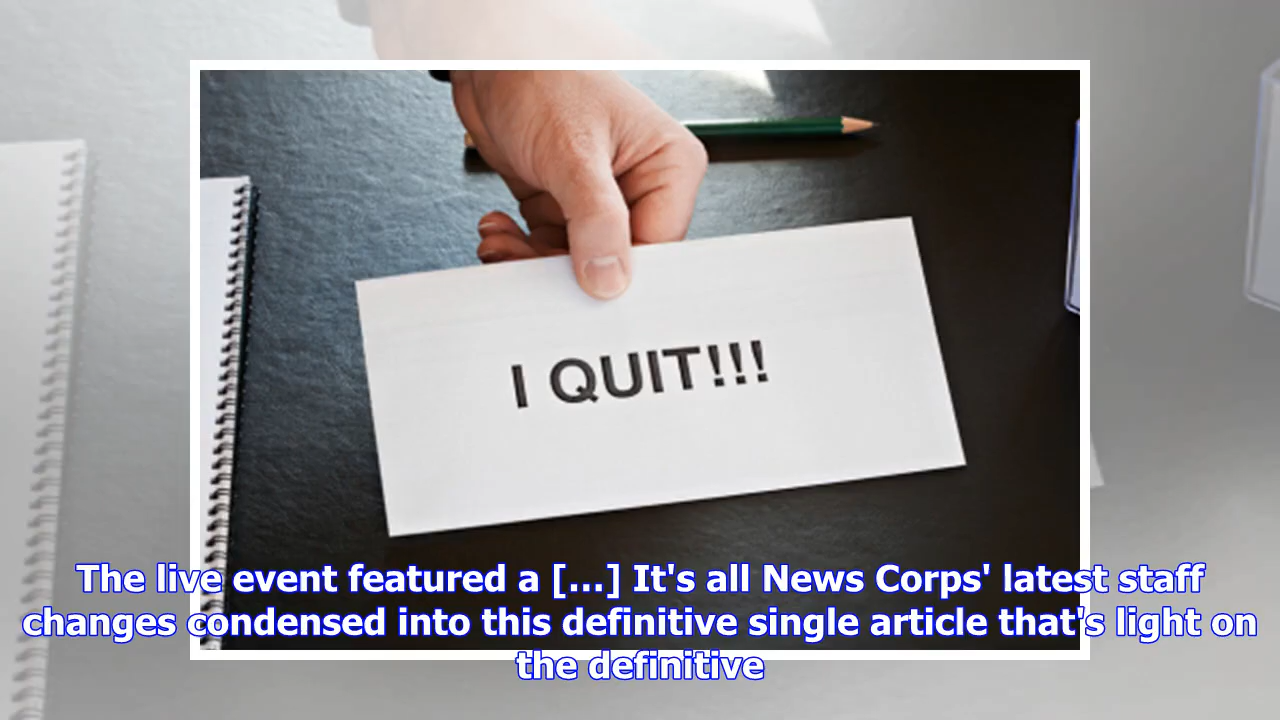 I QUIT!!!
The live event featured a [...] It's all News Corps' latest staff
changes condensed into this definitive single article that's light on
the definitive